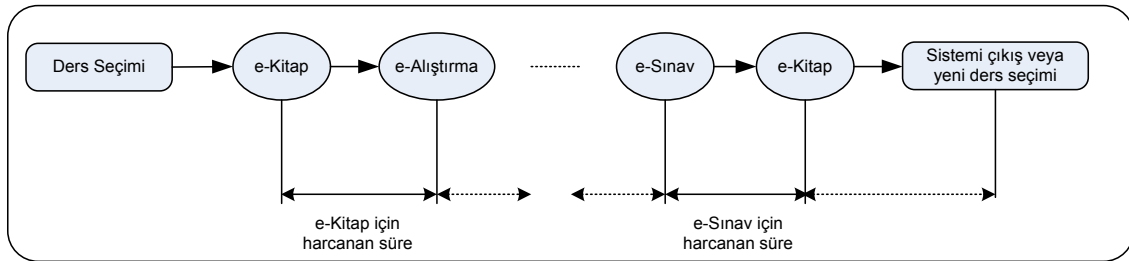 Ders Seçimi
e-Kitap
e-Alıştırma
e-Sınav
e-Kitap
Sistemi çıkış veya
yeni ders seçimi
e-Kitap için
harcanan süre
e-Sınav için
harcanan süre